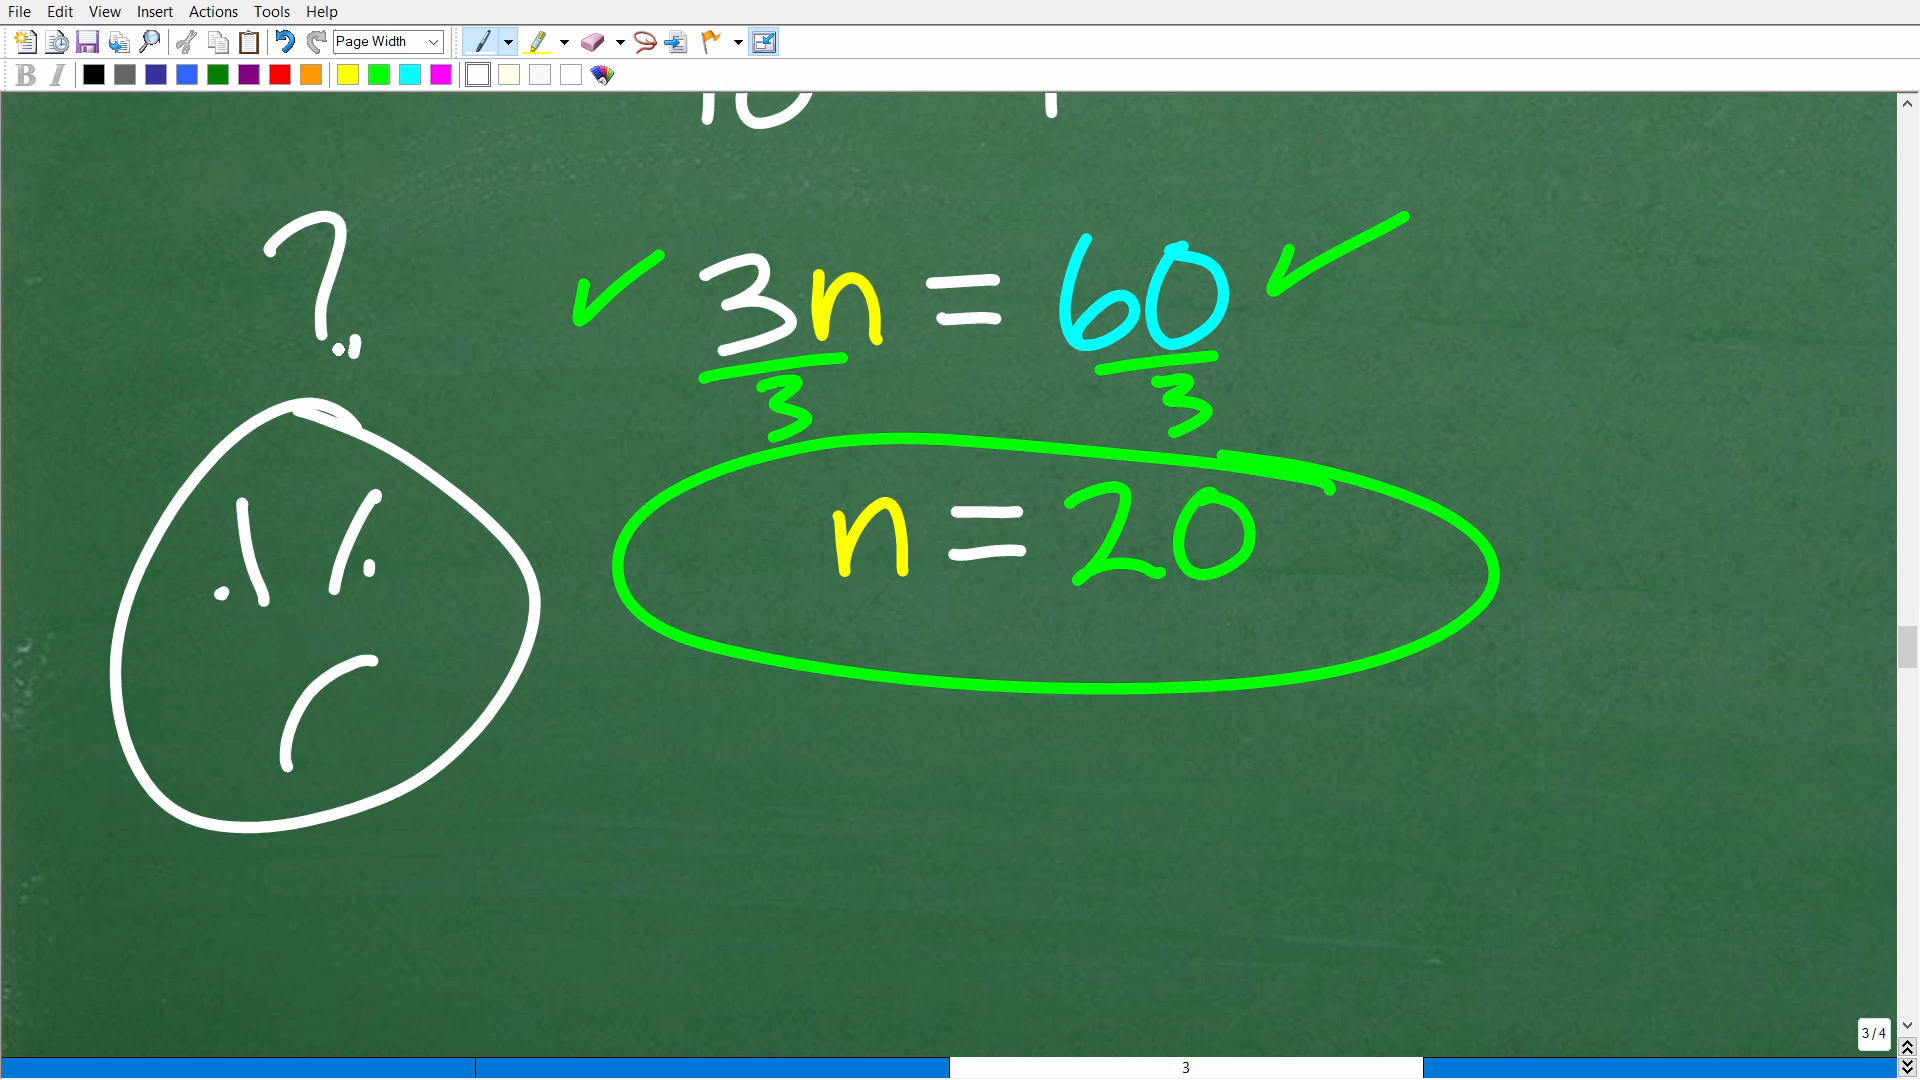 File Edit View Insert Actions Tools Help
Page Width
B I
?
3n = 60
3 3
n = 20
3 / 4
3